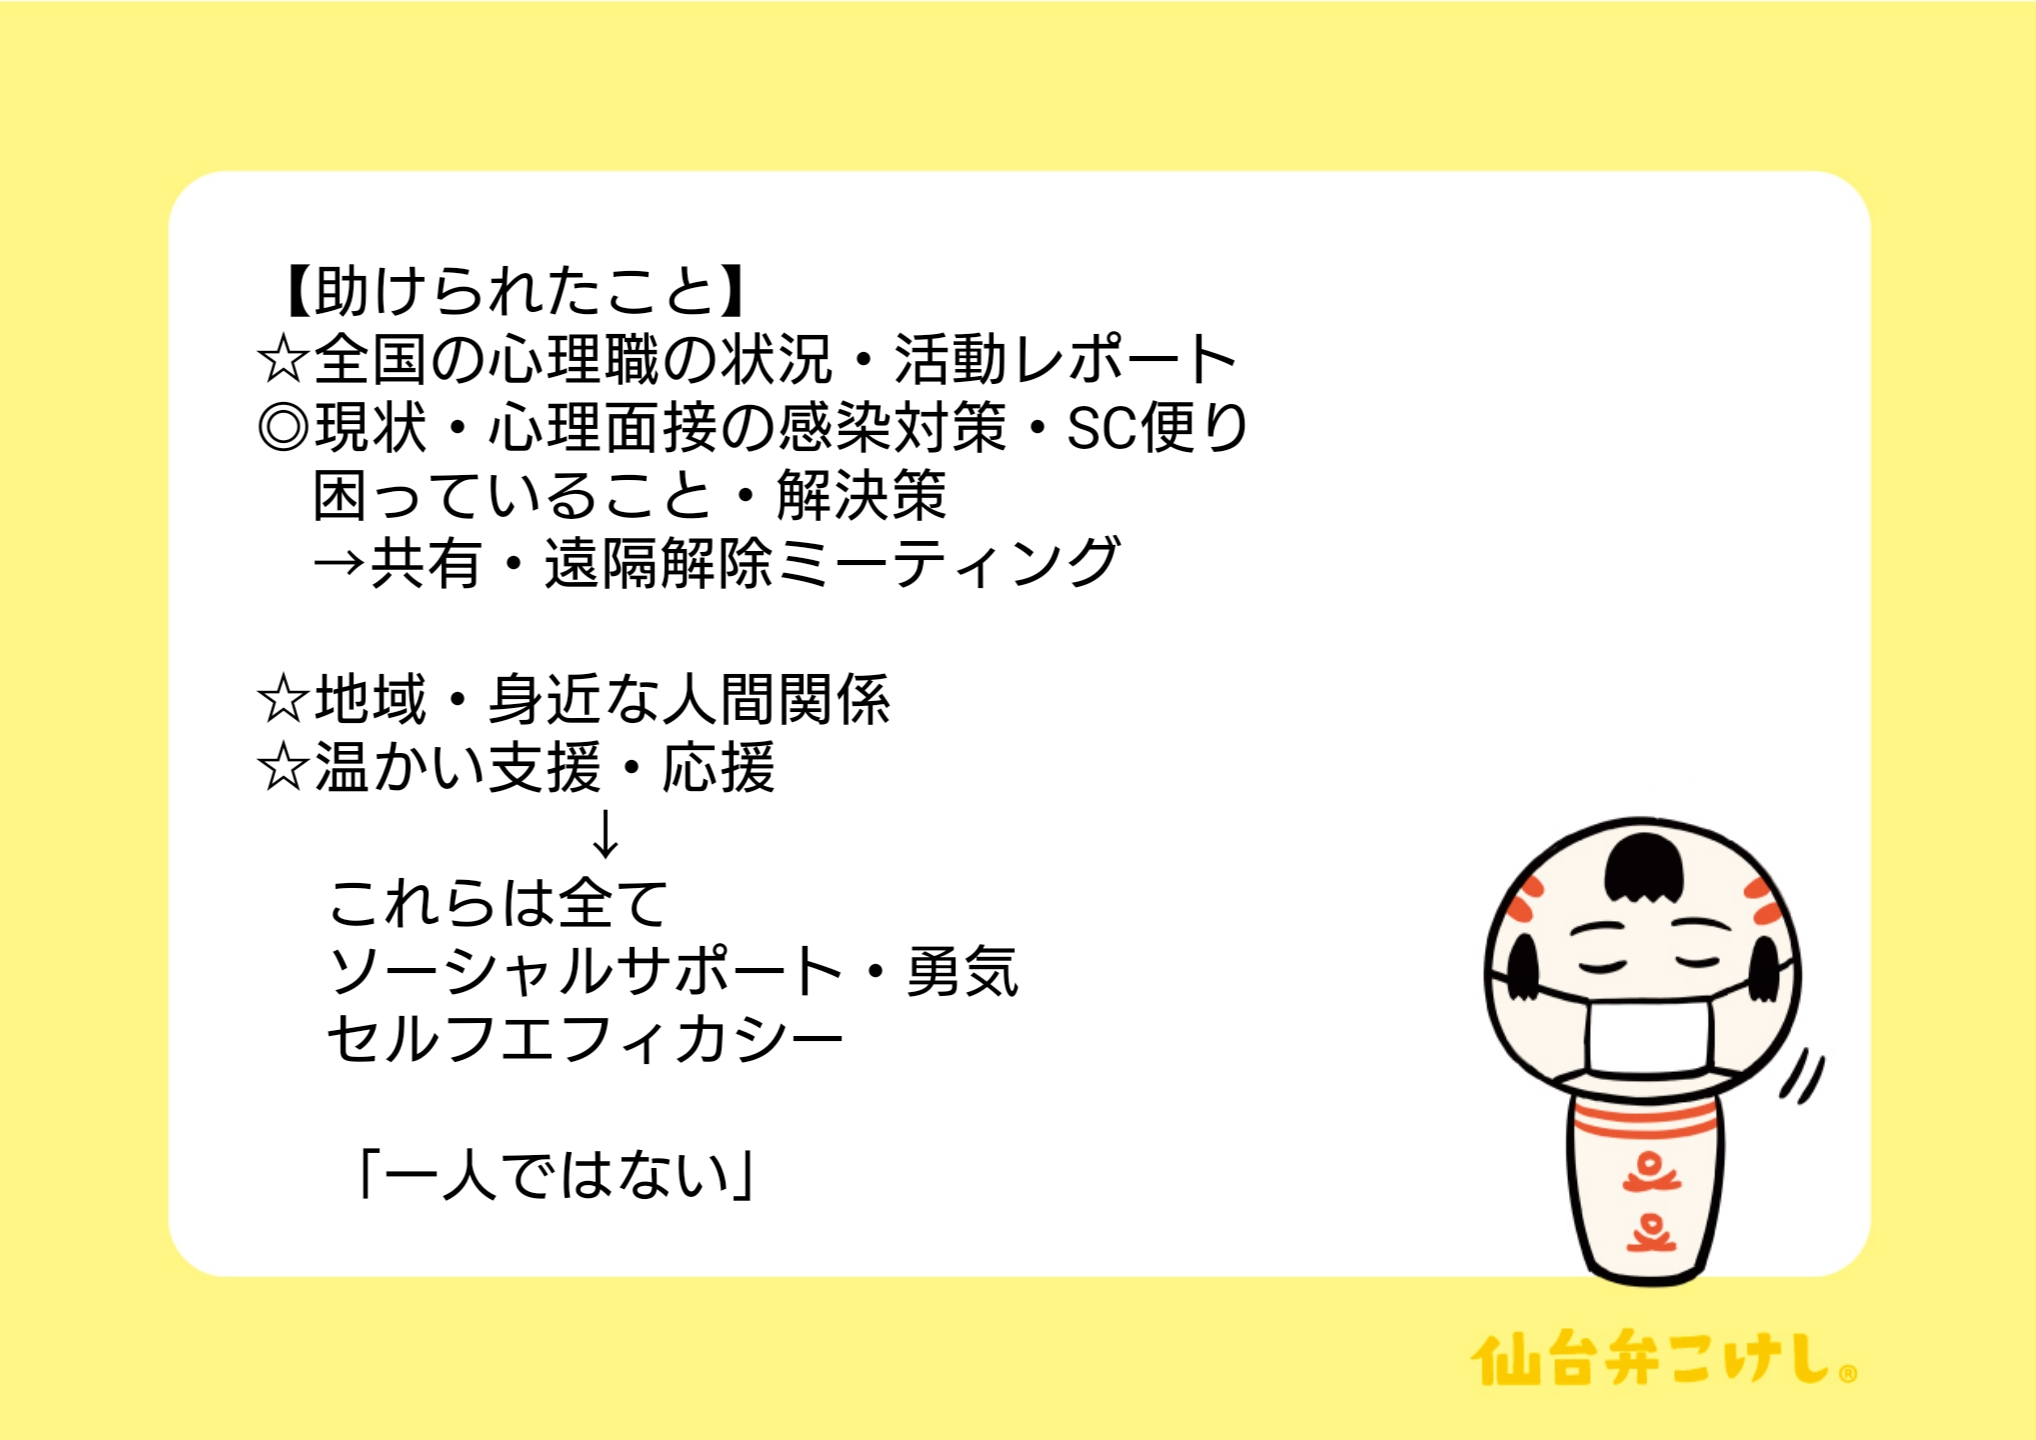 【助けられたこと】
☆全国の心理職の状況・活動レポート
◎現状・心理面接の感染対策・SC便り
困っていること・解決策
→共有・遠隔解除ミーティング
☆地域・身近な人間関係
☆温かい支援・応援
↓
これらは全て
ソーシャルサポート・勇気
セルフエフィカシー
「一人ではない」
仙台弁こけし®